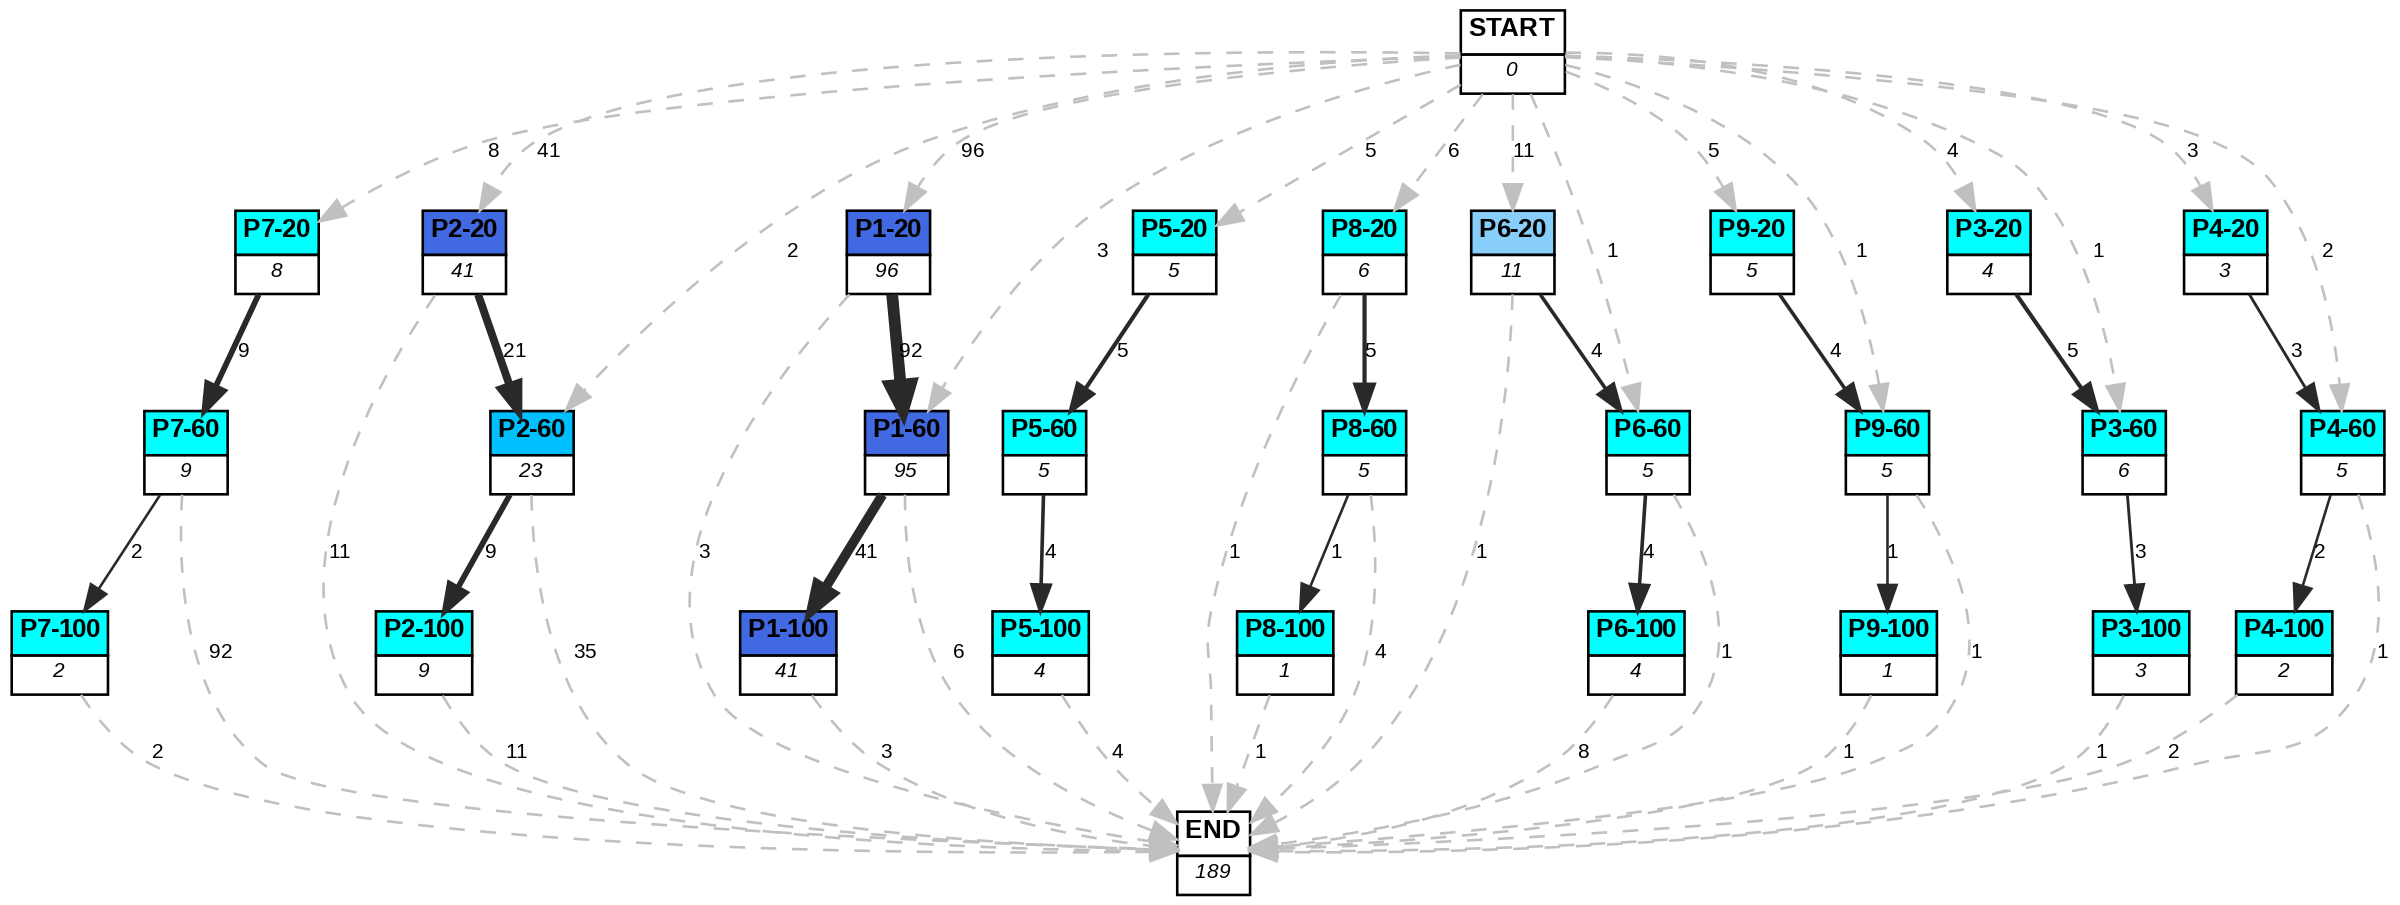 START
0
8
41
96
5
6
11
5
4
3
P7-20
8
P2-20
41
2
P1-20
96
3
P5-20
5
P8-20
6
P6-20
11
1
P9-20
5
1
P3-20
4
1
P4-20
3
2
9
21
92
5
5
4
4
5
3
P7-60
9
P2-60
23
P1-60
95
P5-60
5
P8-60
5
P6-60
5
P9-60
5
P3-60
6
P4-60
5
2
11
9
3
41
4
1
1
1
4
1
3
2
P7-100
2
92
P2-100
9
35
P1-100
41
6
P5-100
4
P8-100
1
4
P6-100
4
1
P9-100
1
1
P3-100
3
P4-100
2
1
2
11
3
4
1
8
1
1
2
END
189